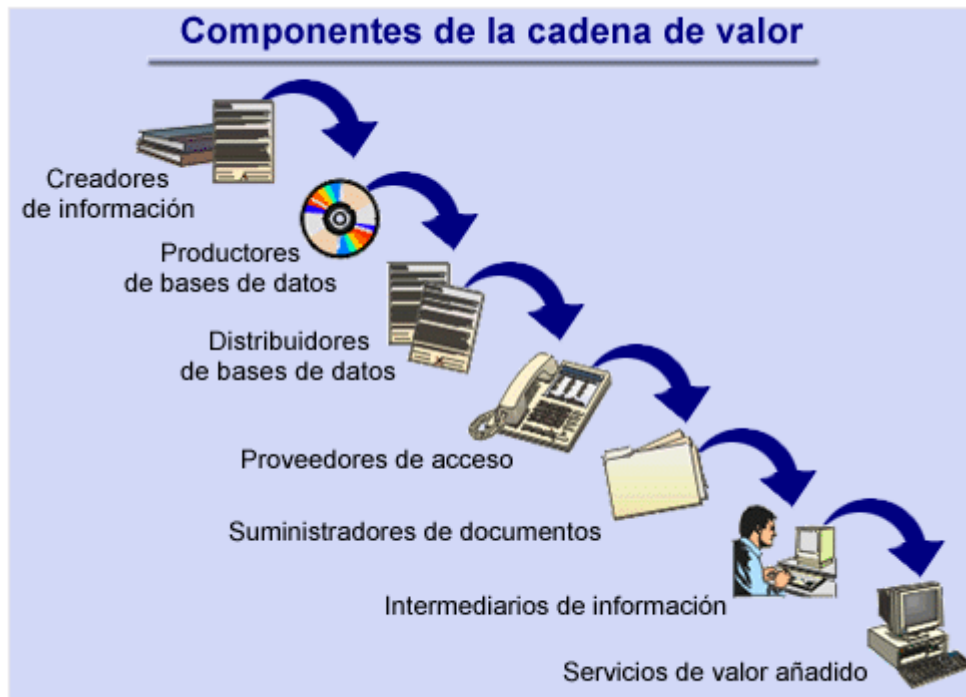 Componentes de la cadena de valor
Creadores
de información
Productores
de bases de datos
Distribuidores
de bases de datos
Proveedores de acceso
Suministradores de documentos
Intermediarios de información
Servicios de valor añadido